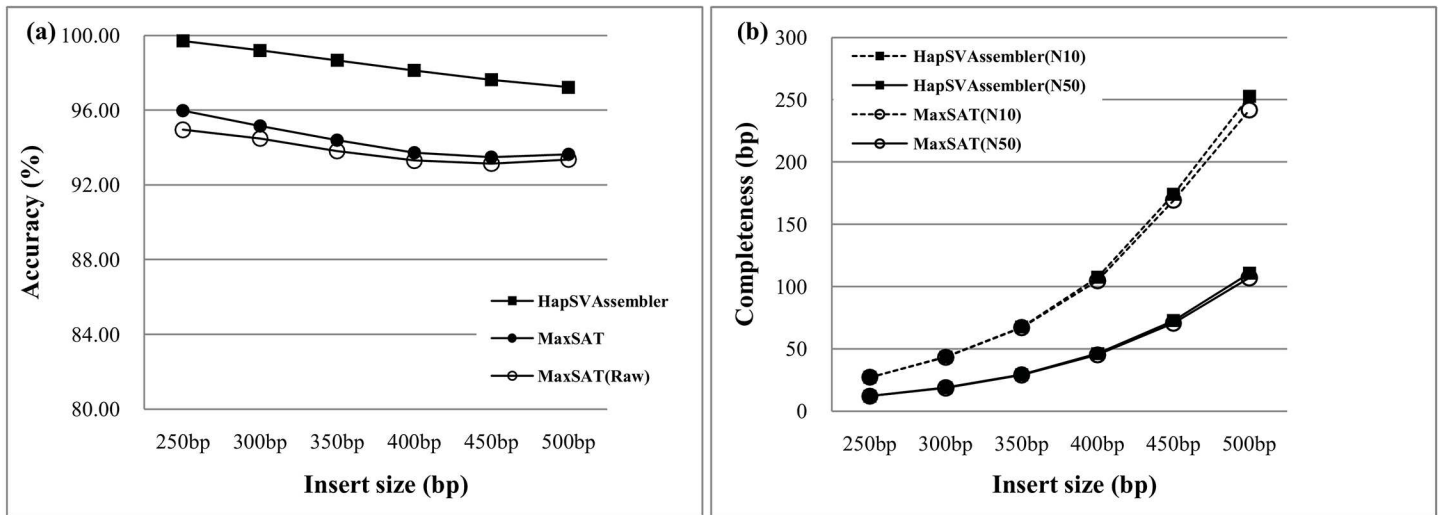 (a)
100.00
96.00
92.00
88.00
84.00
80.00
Accuracy (%)
HapSVAssembler
MaxSAT
MaxSAT(Raw)
250bp 300bp 350bp 400bp 450bp 500bp
Insert size (bp)
(b)
300
250
200
150
100
50
0
Completeness (bp)
HapSVAssembler(N10)
HapSVAssembler(N50)
MaxSAT(N10)
MaxSAT(N50)
250bp 300bp 350bp 400bp 450bp 500bp
Insert size (bp)